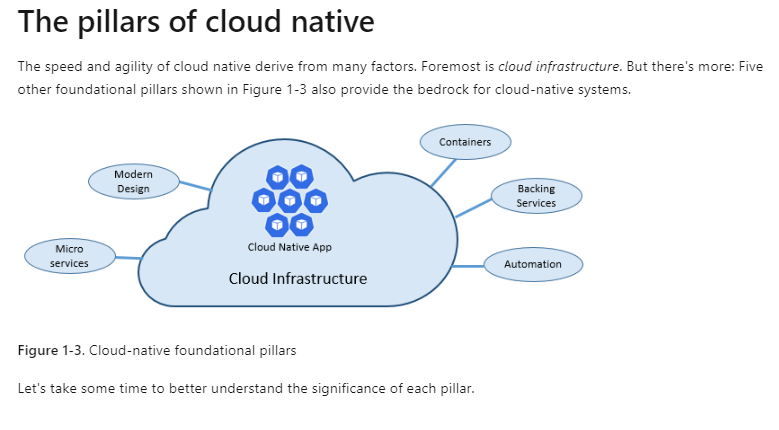 The pillars of cloud native
The speed and agility of cloud native derive from many factors. Foremost is cloud infrastructure. But there's more: Five
other foundational pillars shown in Figure 1-3 also provide the bedrock for cloud-native systems.
Containers
Modern
Design
Backing
Services
Cloud Native App
Micro
services
Automation
Cloud Infrastructure
Figure 1-3. Cloud-native foundational pillars
Let's take some time to better understand the significance of each pillar.